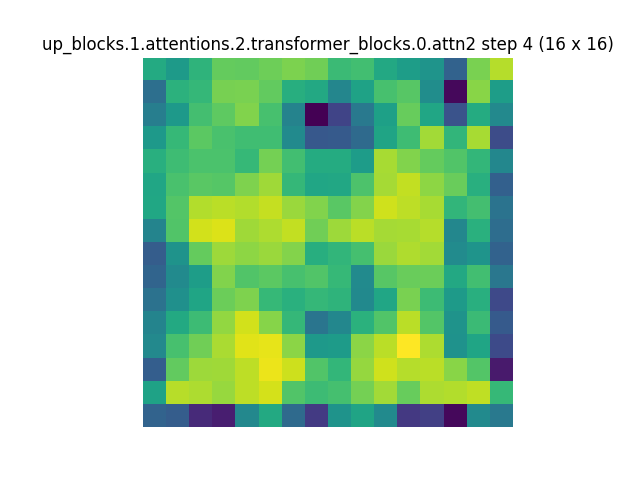 up_blocks.1.attentions.2.transformer_blocks.0.attn2 step 4 (16 x 16)